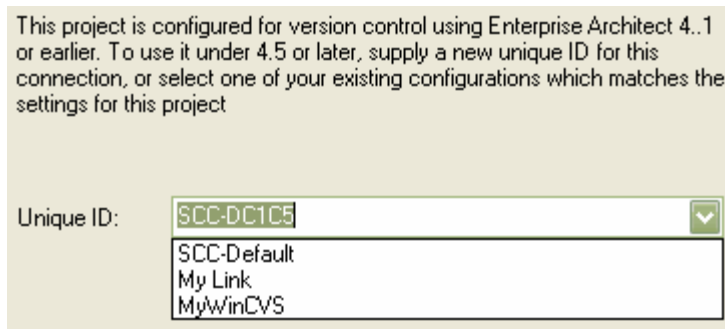 This project is configured for version control using Enterprise Architect 4..1
or earlier. To use it under 4.5 or later, supply a new unique ID for this
connection, or select one of your existing configurations which matches the
settings for this project
Unique ID:
SCC-DC1C5
SCC-Default
My Link
MyWinCVS